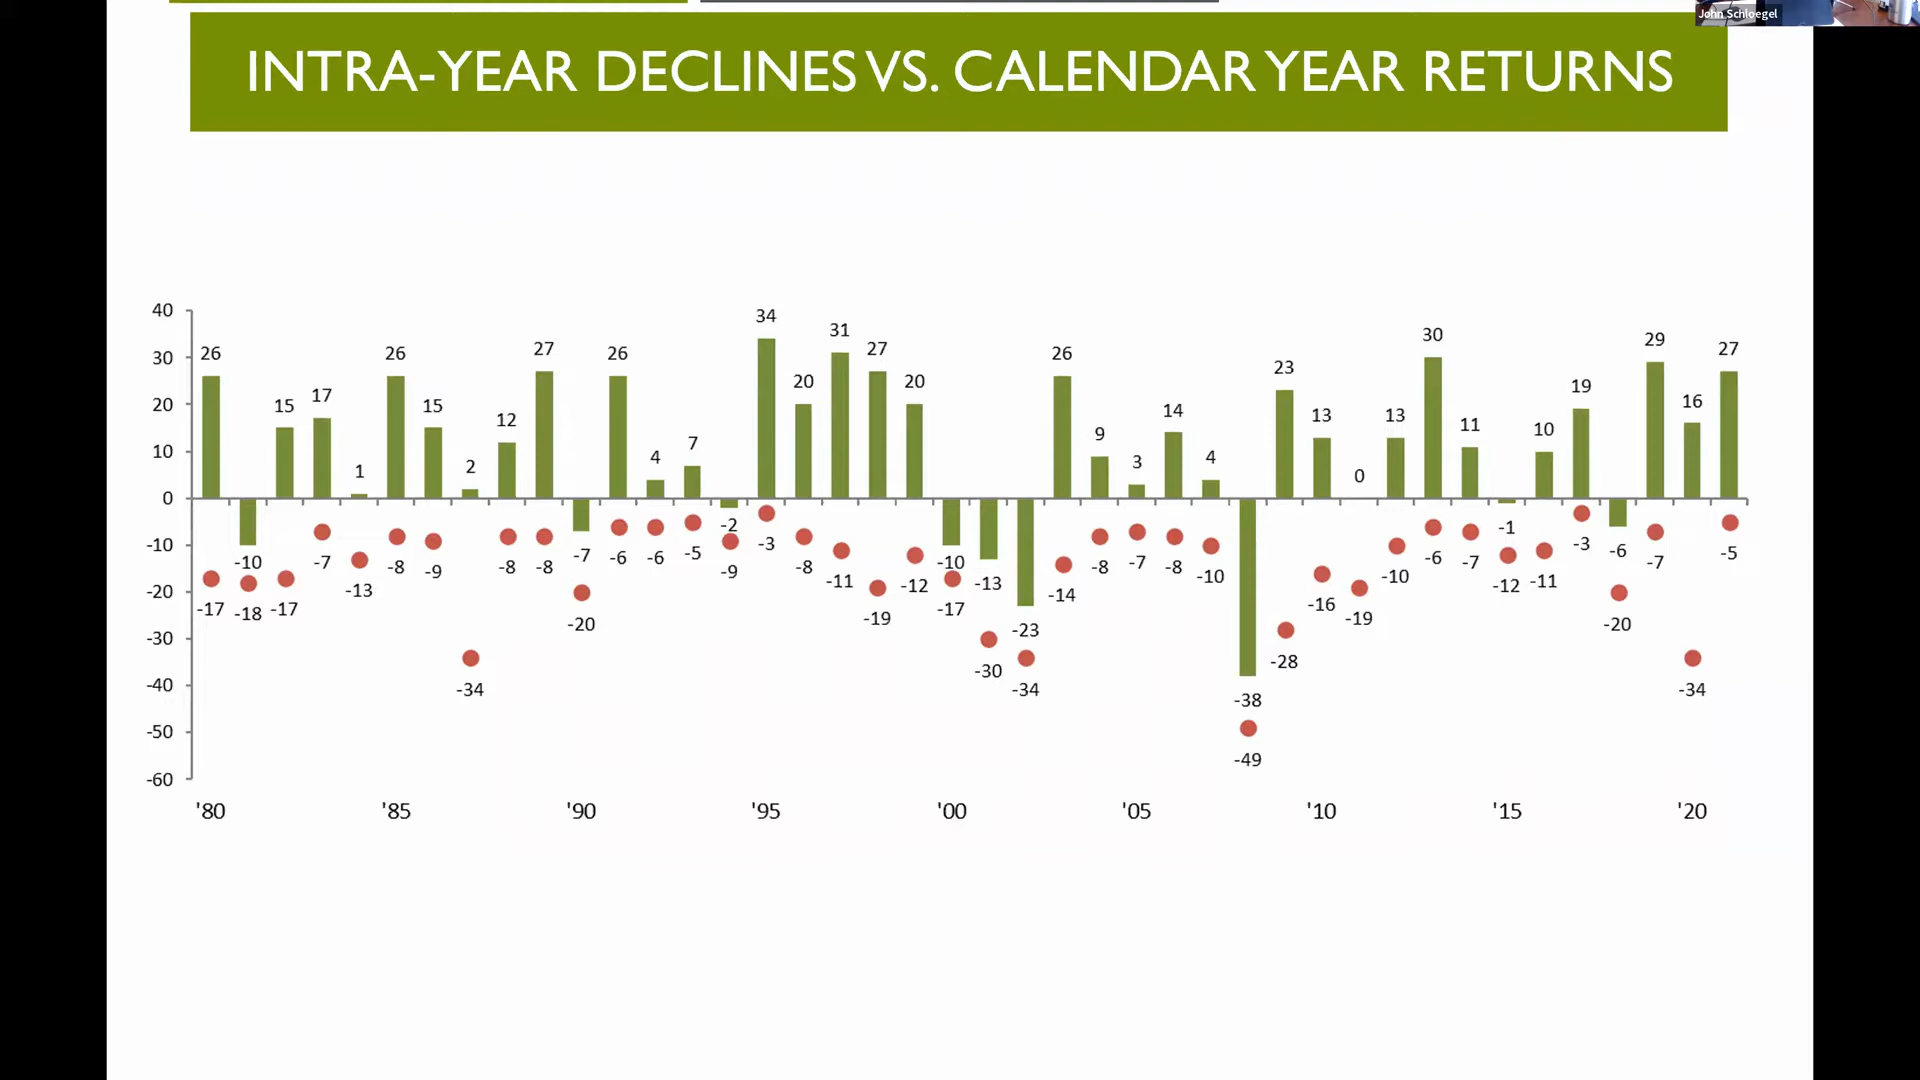 John Schloegel
INTRA-YEAR DECLINES VS. CALENDAR YEAR RETURNS
40
30
20
10
0
-10
-20
-30
-40
-50
-60
26 -10 15 17 1 26 15 2 12 27 -7 26 4 7 -2 34 20 31 27 20 -10 -13 -23 26 9 3 14 4 -38 23 13 0 13 30 11 -1 10 19 -6 29 16 27
-17 -18 -17 -7 -13 -8 -9 -34 -8 -8 -20 -6 -6 -5 -9 -3 -8 -11 -19 -12 -17 -30 -34 -14 -8 -7 -8 -10 -49 -28 -16 -19 -10 -6 -7 -12 -11 -3 -20 -7 -34 -5
'80 '85 '90 '95 '00 '05 '10 '15 '20